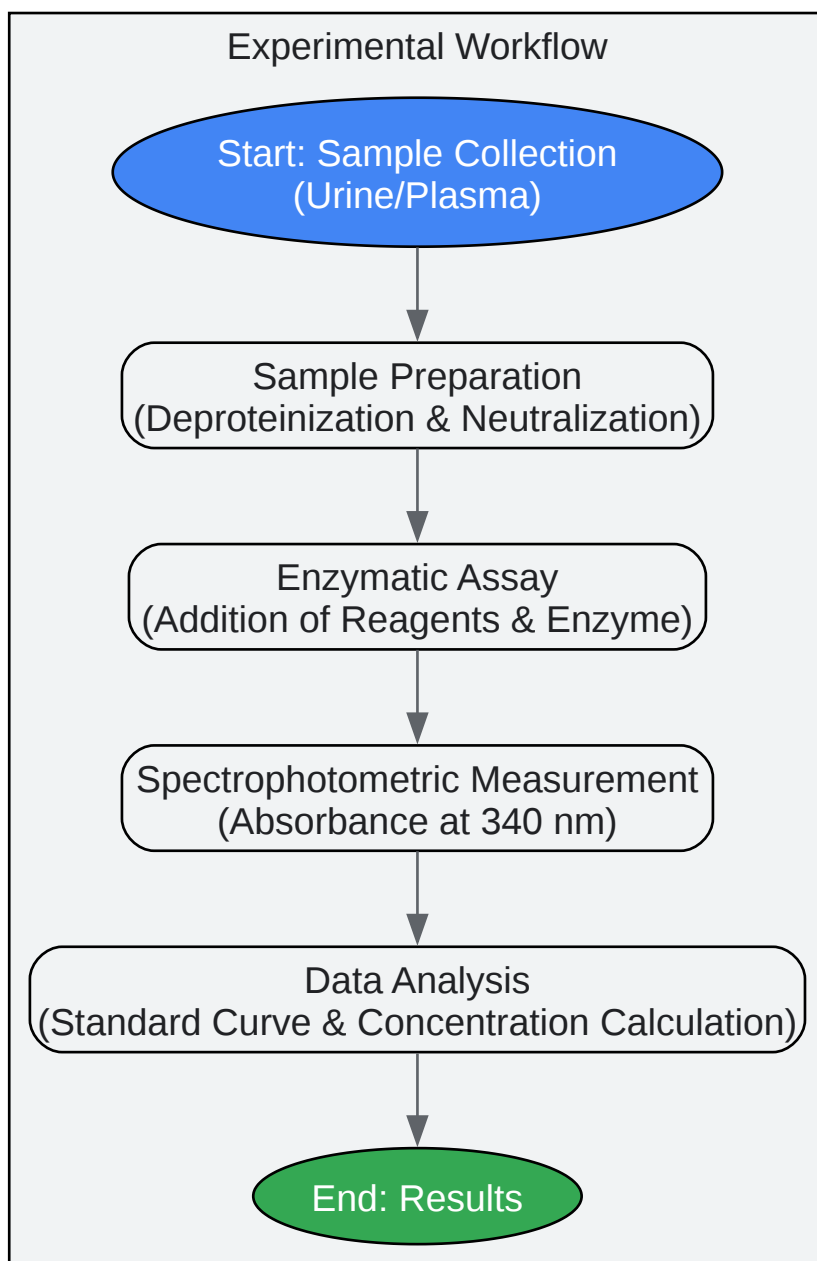 Experimental Workflow
Start: Sample Collection
(Urine/Plasma)
Sample Preparation
(Deproteinization & Neutralization)
Enzymatic Assay
(Addition of Reagents & Enzyme)
Spectrophotometric Measurement
(Absorbance at 340 nm)
Data Analysis
(Standard Curve & Concentration Calculation)
End: Results